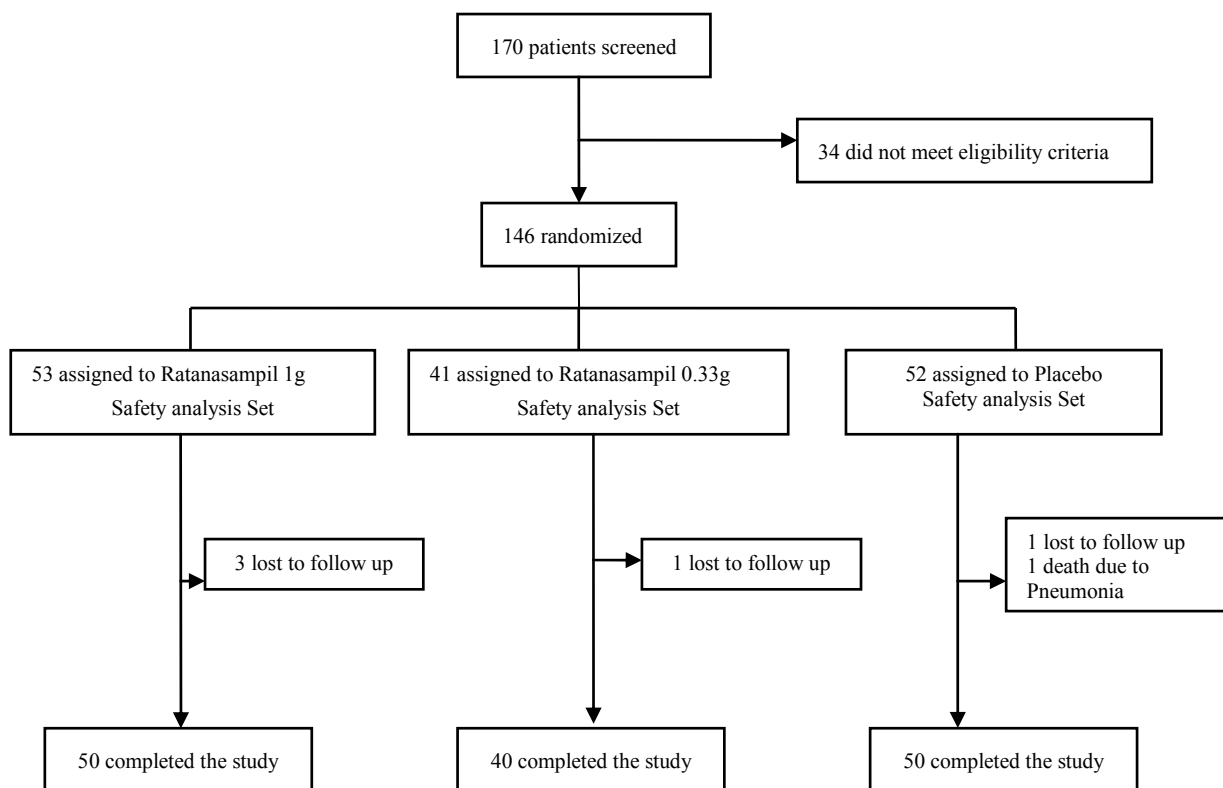 170 patients screened
34 did not meet eligibility criteria
146 randomized
53 assigned to Ratanasampil 1g
Safety analysis Set
41 assigned to Ratanasampil 0.33g
Safety analysis Set
52 assigned to Placebo
Safety analysis Set
3 lost to follow up
1 lost to follow up
1 lost to follow up
1 death due to
Pneumonia
50 completed the study
40 completed the study
50 completed the study